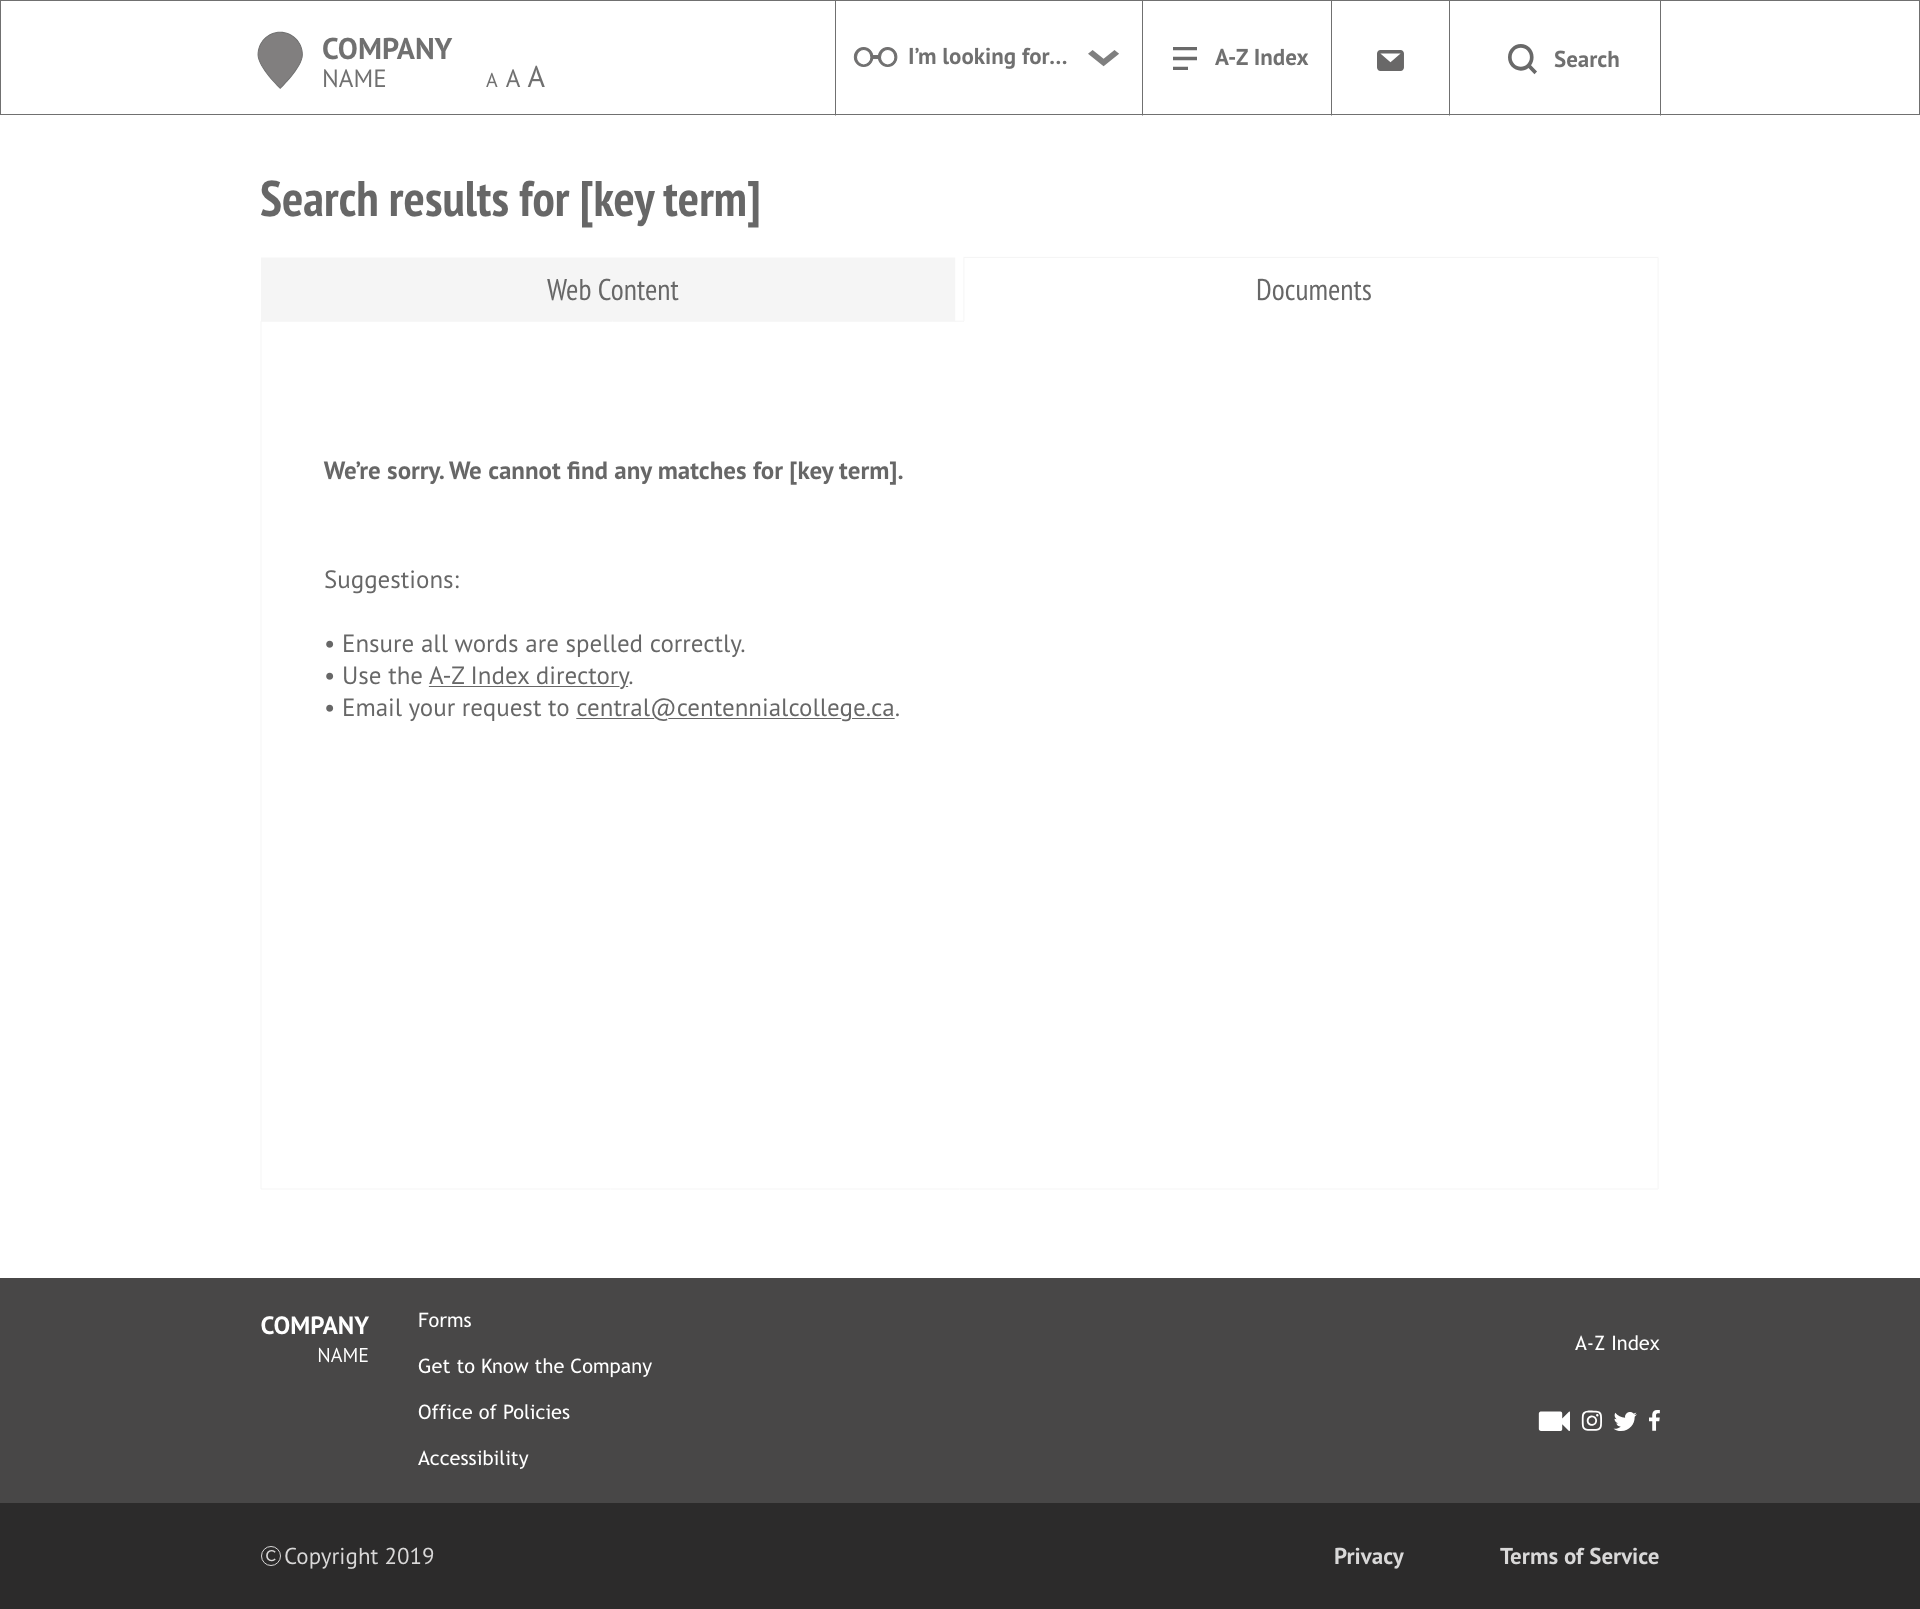 COMPANY
NAME
A A A
I’m looking for...
A-Z Index
Search
Search results for [key term]
Web Content
Documents
We’re sorry. We cannot find any matches for [key term].
Suggestions:
• Ensure all words are spelled correctly.
• Use the A-Z Index directory.
• Email your request to central@centennialcollege.ca.
COMPANY
NAME
Forms
Get to Know the Company
Office of Policies
Accessibility
A-Z Index
©Copyright 2019
Privacy
Terms of Service